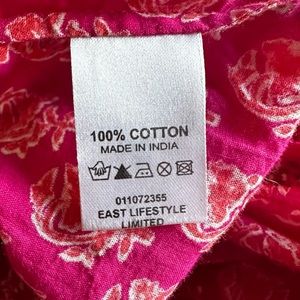 100% COTTON
MADE IN INDIA
011072355
EAST LIFESTYLE
LIMITED